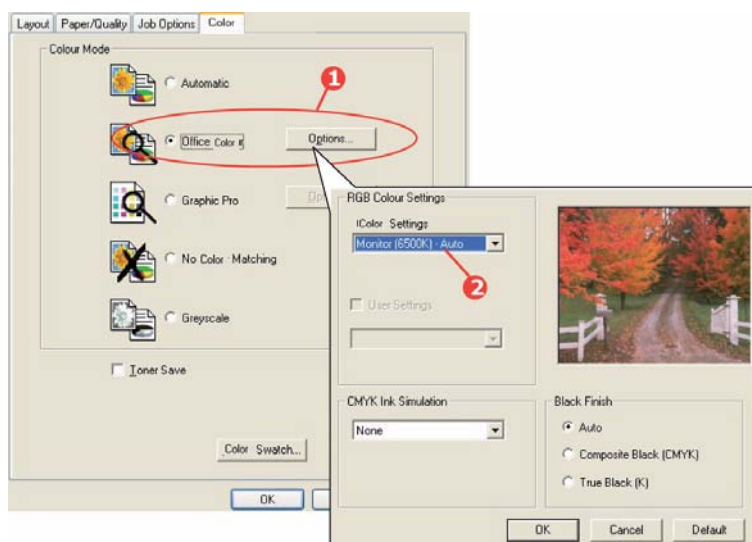 Layout Paper/Quality Job Options Color
Colour Mode
1
Automatic
Office Color
Options...
Graphic Pro
RGB Colour Settings
Color Settings
Monitor (6500K) - Auto
2
No Color Matching
User Settings
Greyscale
Toner Save
CMYK Ink Simulation
None
Black Finish
Auto
Composite Black (CMYK)
True Black (K)
Color Swatch...
OK
OK Cancel Default